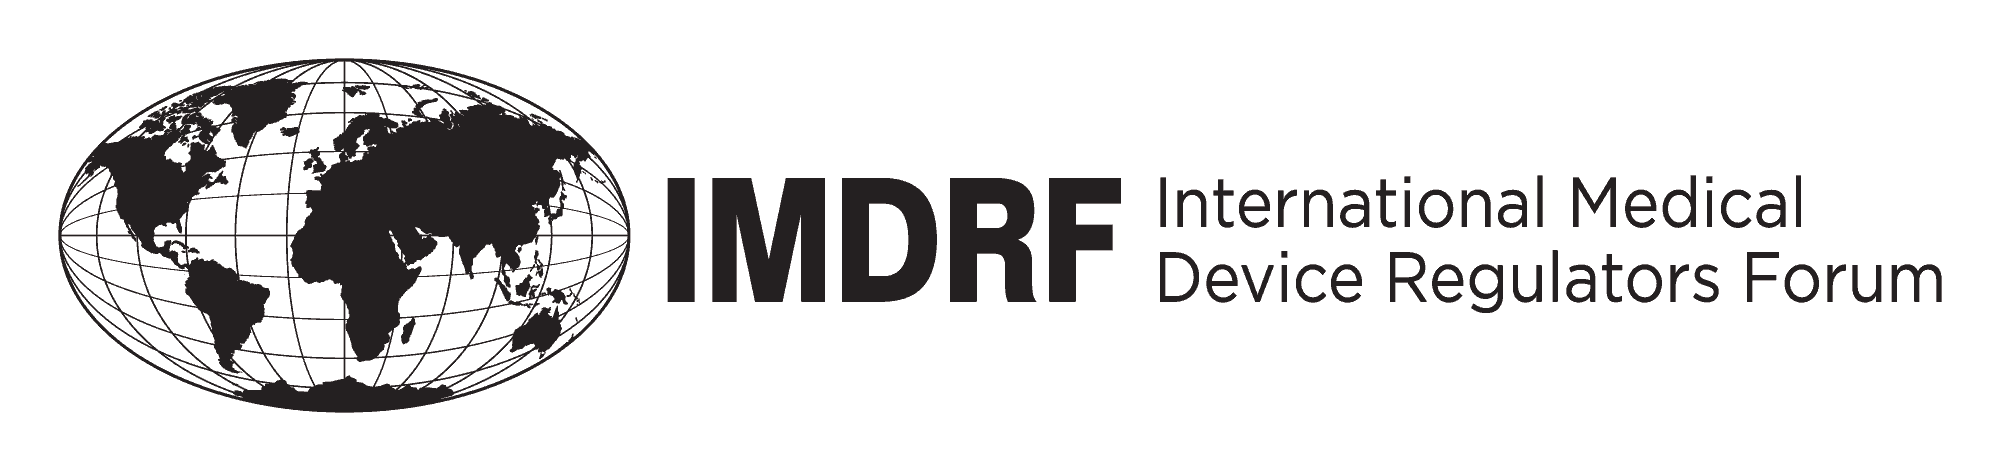 IMDRF
International Medical
Device Regulators Forum